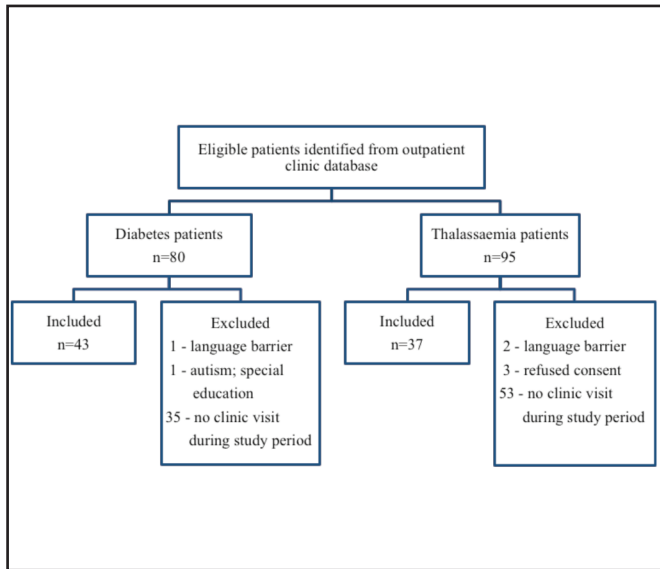 Eligible patients identified from outpatient
clinic database
Diabetes patients
n=80
Thalassaemia patients
n=95
Included
n=43
Excluded
1 - language barrier
1 - autism; special
education
35 - no clinic visit
during study period
Included
n=37
Excluded
2 - language barrier
3 - refused consent
53 - no clinic visit
during study period